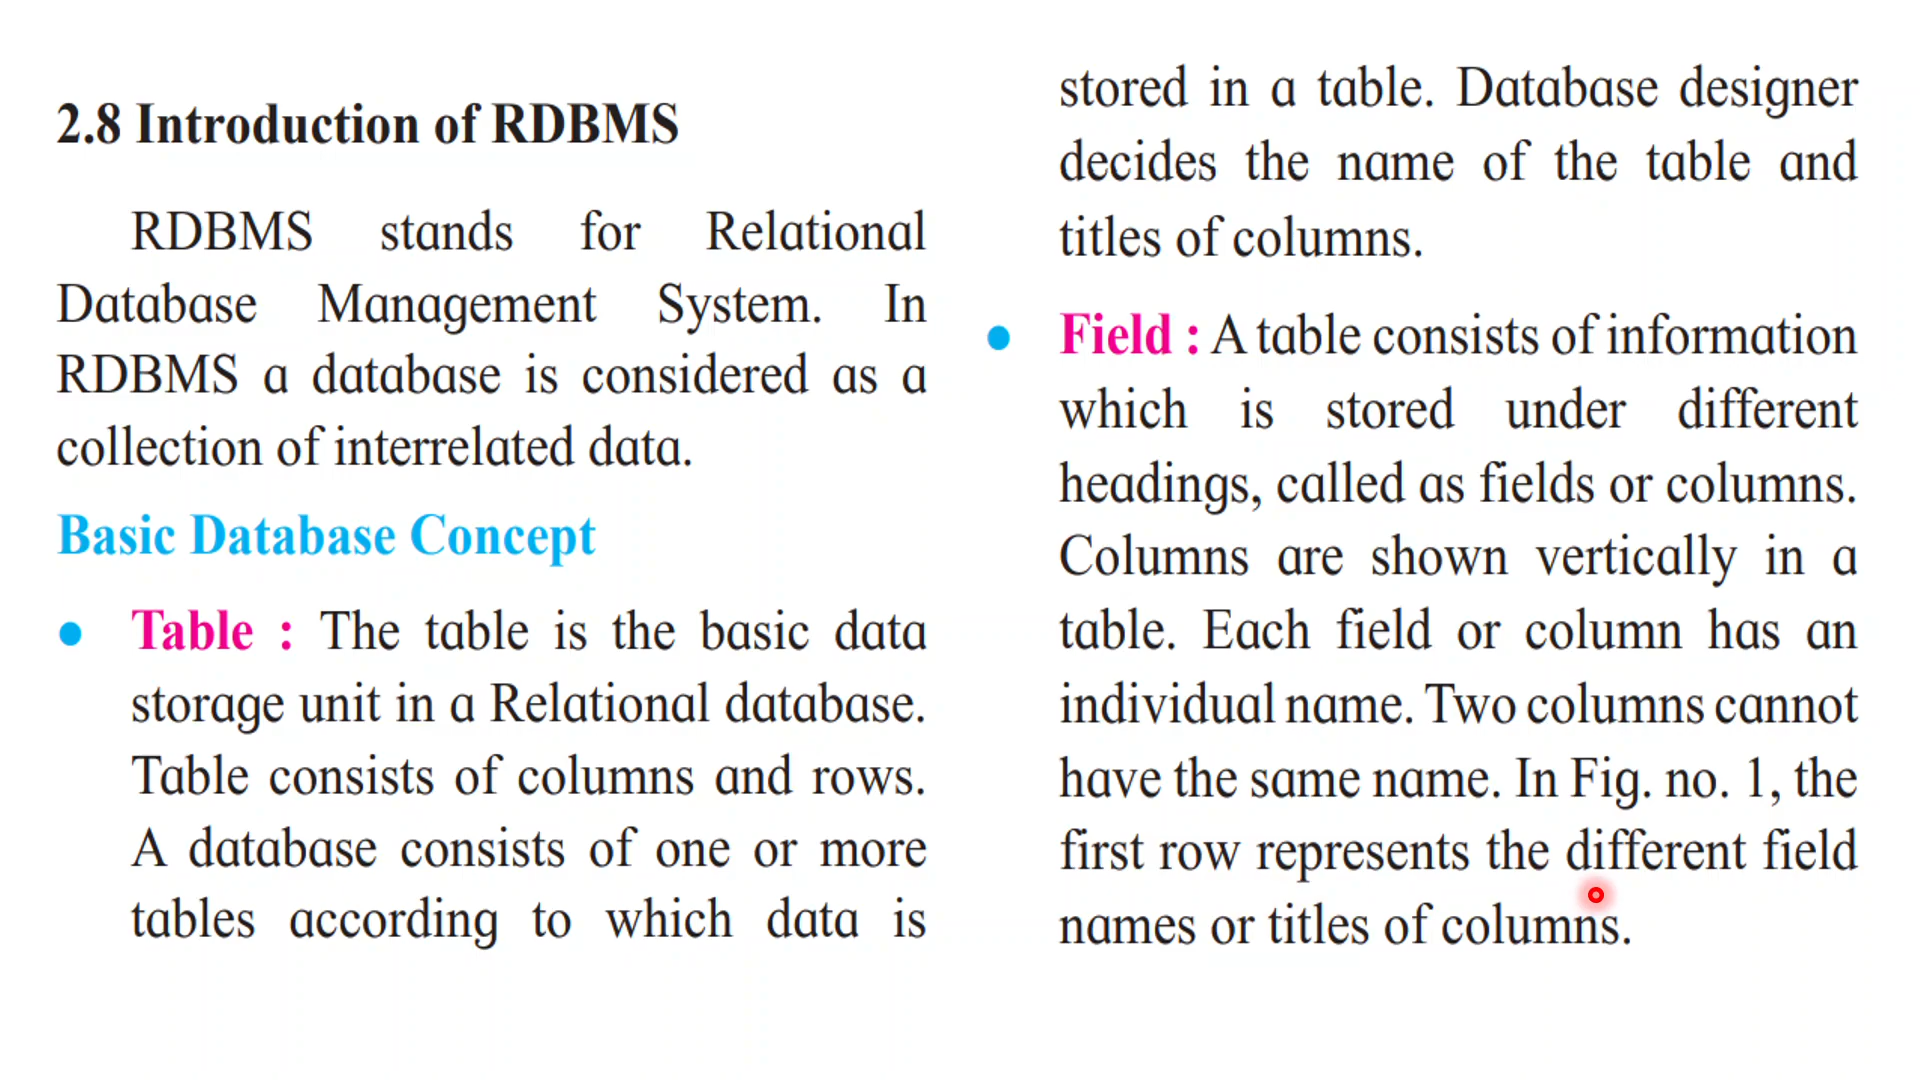 2.8 Introduction of RDBMS
RDBMS stands for Relational
Database Management System. In
RDBMS a database is considered as a
collection of interrelated data.
Basic Database Concept
• Table : The table is the basic data
storage unit in a Relational database.
Table consists of columns and rows.
A database consists of one or more
tables according to which data is
stored in a table. Database designer
decides the name of the table and
titles of columns.
• Field : A table consists of information
which is stored under different
headings, called as fields or columns.
Columns are shown vertically in a
table. Each field or column has an
individual name. Two columns cannot
have the same name. In Fig. no. 1, the
first row represents the different field
names or titles of columns.